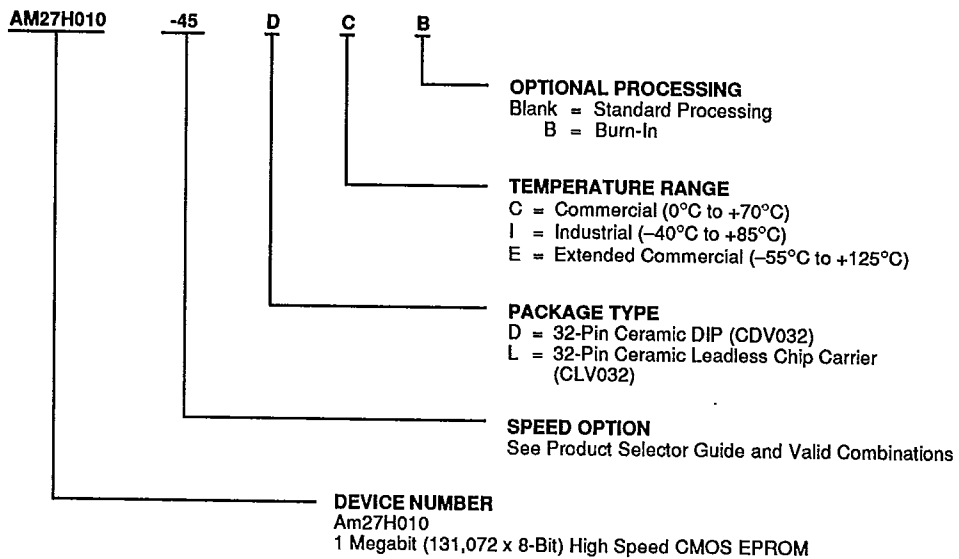 AM27H010 -45 D C B
OPTIONAL PROCESSING
Blank = Standard Processing
B = Burn-In
TEMPERATURE RANGE
C = Commercial (0°C to +70°C)
I = Industrial (–40°C to +85°C)
E = Extended Commercial (–55°C to +125°C)
PACKAGE TYPE
D = 32-Pin Ceramic DIP (CDV032)
L = 32-Pin Ceramic Leadless Chip Carrier
(CLV032)
SPEED OPTION
See Product Selector Guide and Valid Combinations
DEVICE NUMBER
Am27H010
1 Megabit (131,072 x 8-Bit) High Speed CMOS EPROM